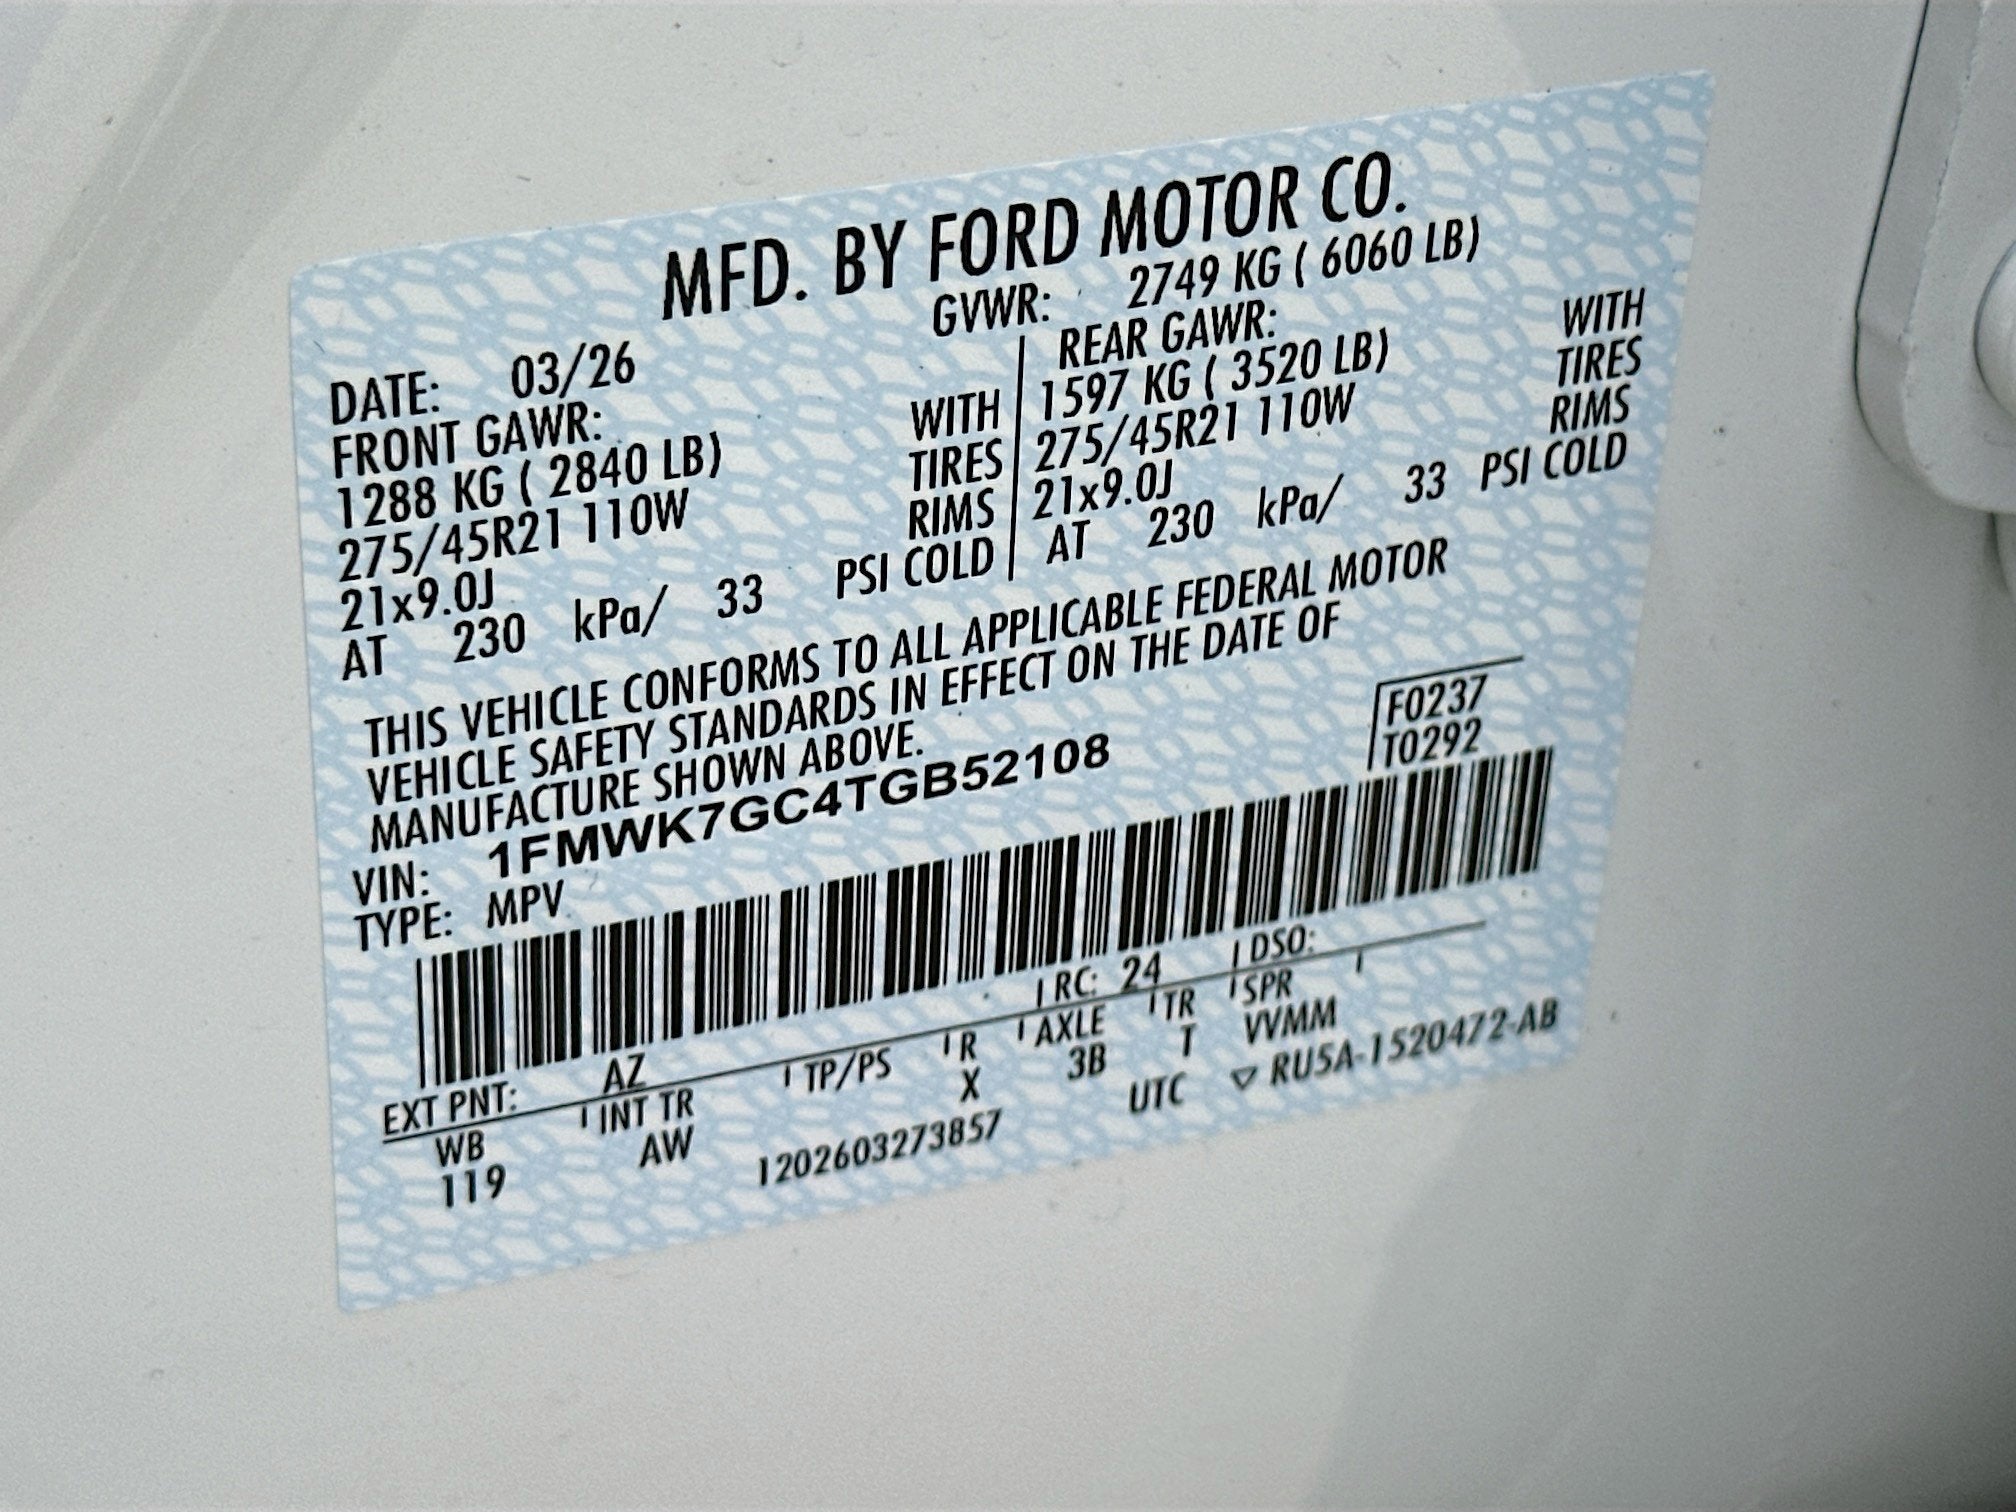 MFD. BY FORD MOTOR CO.
DATE: 03/26 GVWR: 2749 KG ( 6060 LB)
FRONT GAWR: REAR GAWR:
1288 KG ( 2840 LB) WITH 1597 KG ( 3520 LB) WITH
275/45R21 110W TIRES 275/45R21 110W TIRES
21x9.0J RIMS 21x9.0J RIMS
AT 230 kPa/ 33 PSI COLD AT 230 kPa/ 33 PSI COLD
THIS VEHICLE CONFORMS TO ALL APPLICABLE FEDERAL MOTOR
VEHICLE SAFETY STANDARDS IN EFFECT ON THE DATE OF
MANUFACTURE SHOWN ABOVE.
F0237
T0292
VIN: 1FMWK7GC4TGB52108
TYPE: MPV
EXT PNT: AZ RC: 24 DSO:
WB INT TR TP/PS R AXLE TR SPR
119 AW X 3B T VVMM
1202603273857 UTC ▽ RU5A-1520472-AB